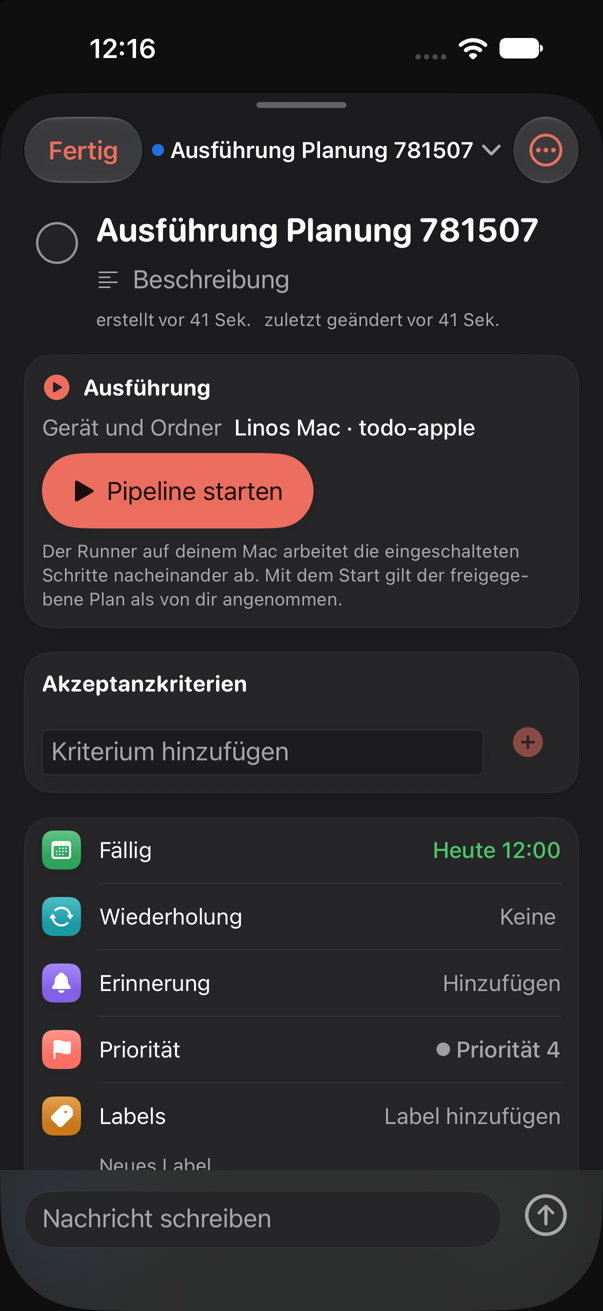 12:16
Fertig
Ausführung Planung 781507
Ausführung Planung 781507
Beschreibung
erstellt vor 41 Sek. zuletzt geändert vor 41 Sek.
Ausführung
Gerät und Ordner Linos Mac · todo-apple
Pipeline starten
Der Runner auf deinem Mac arbeitet die eingeschalteten
Schritte nacheinander ab. Mit dem Start gilt der freigege-
bene Plan als von dir angenommen.
Akzeptanzkriterien
Kriterium hinzufügen
Fällig Heute 12:00
Wiederholung Keine
Erinnerung Hinzufügen
Priorität Priorität 4
Labels Label hinzufügen
Neues Label
Nachricht schreiben